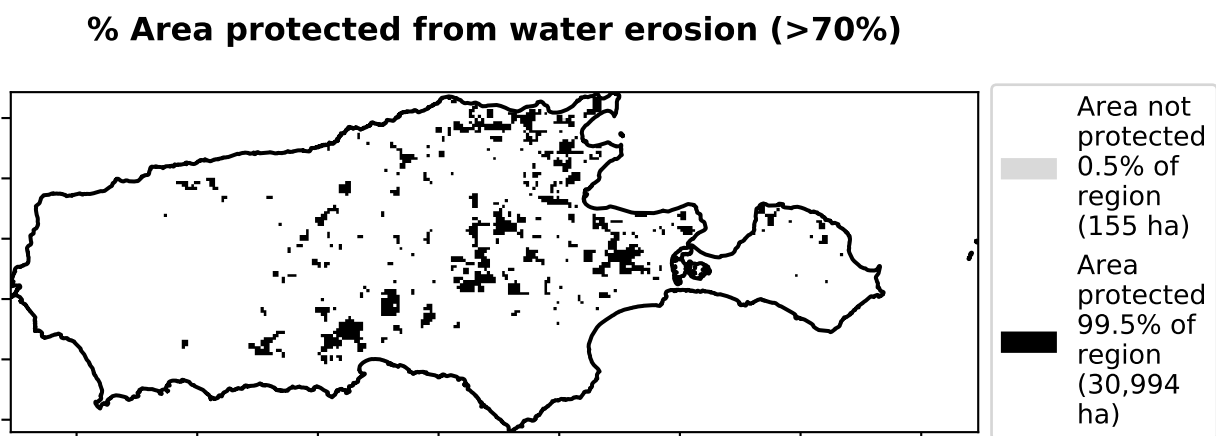 % Area protected from water erosion (>70%)
Area not
protected
0.5% of
region
(155 ha)
Area
protected
99.5% of
region
(30,994
ha)